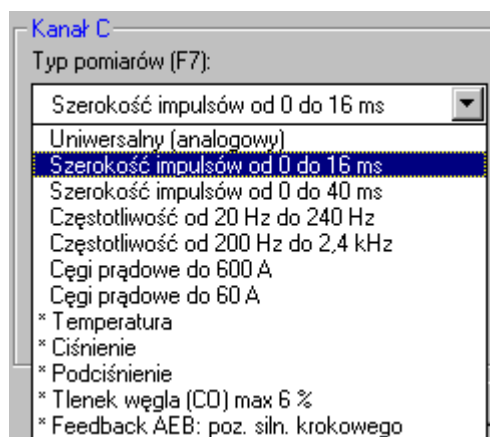 Kanał C
Typ pomiarów (F7):
Szerokość impulsów od 0 do 16 ms
Uniwersalny (analogowy)
Szerokość impulsów od 0 do 16 ms
Szerokość impulsów od 0 do 40 ms
Częstotliwość od 20 Hz do 240 Hz
Częstotliwość od 200 Hz do 2,4 kHz
Cęgi prądowe do 600 A
Cęgi prądowe do 60 A
* Temperatura
* Ciśnienie
* Podciśnienie
* Tlenek węgla (CO) max 6 %
* Feedback AEB: poz. siln. krokowego